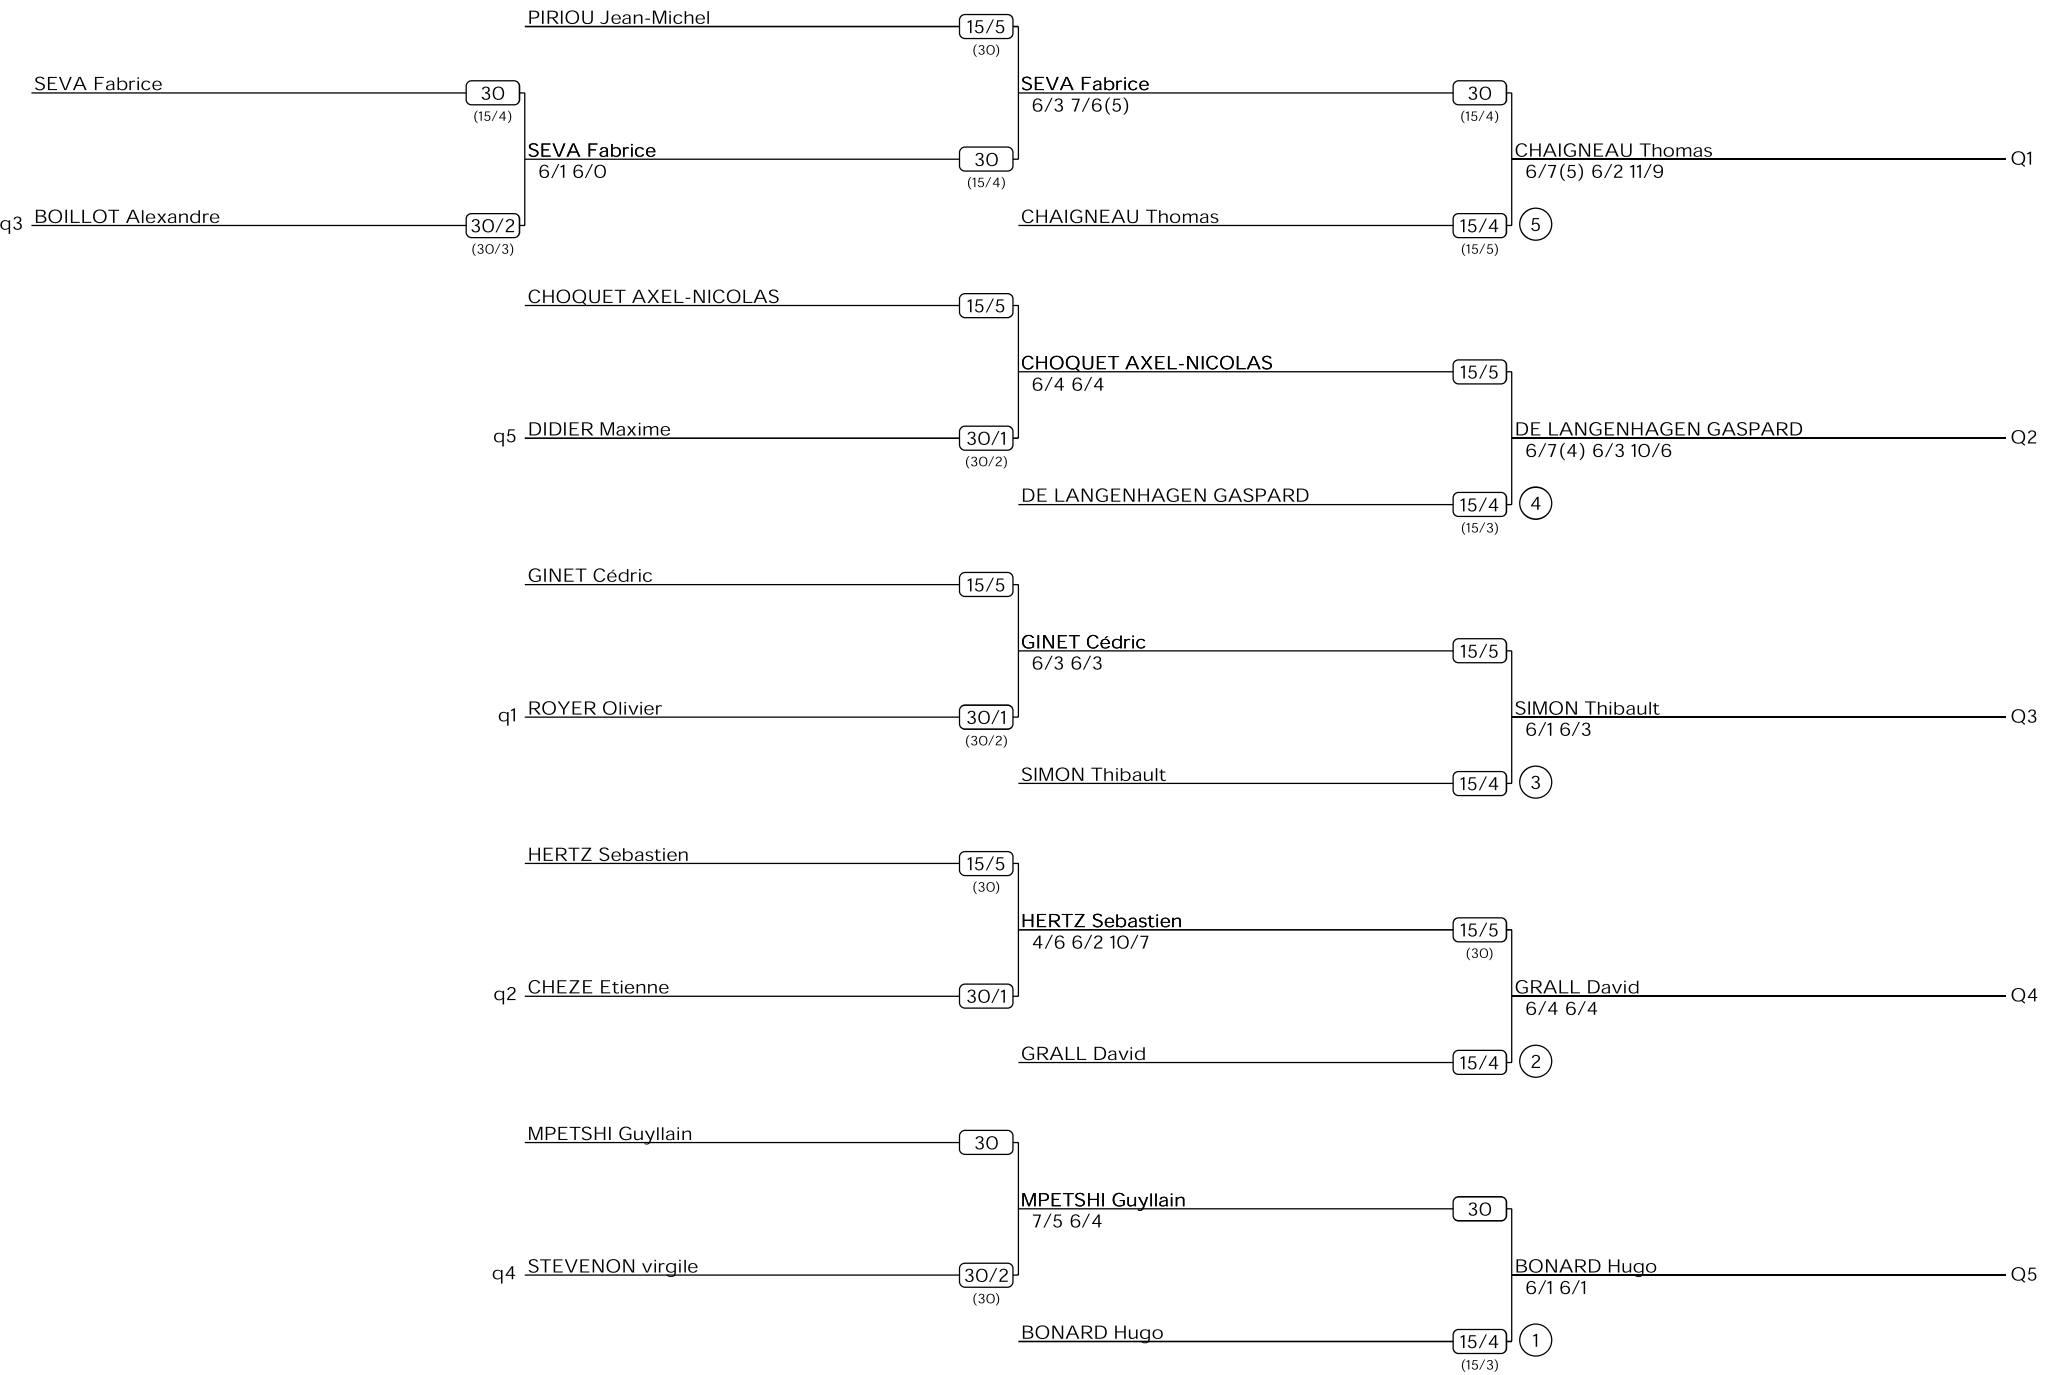 PIRIOU Jean-Michel 15/5
(30)
SEVA Fabrice 30
(15/4)
SEVA Fabrice 30
6/3 7/6(5)
(15/4)
SEVA Fabrice 30
6/1 6/0
(15/4)
CHAIGNEAU Thomas Q1
6/7(5) 6/2 11/9
q3 BOILLOT Alexandre 30/2
(30/3)
CHAIGNEAU Thomas 15/4 5
(15/5)
CHOQUET AXEL-NICOLAS 15/5
CHOQUET AXEL-NICOLAS 15/5
6/4 6/4
q5 DIDIER Maxime 30/1
(30/2)
DE LANGENHAGEN GASPARD Q2
6/7(4) 6/3 10/6
DE LANGENHAGEN GASPARD 15/4 4
(15/3)
GINET Cédric 15/5
GINET Cédric 15/5
6/3 6/3
q1 ROYER Olivier 30/1
(30/2)
SIMON Thibault Q3
6/1 6/3
SIMON Thibault 15/4 3
HERTZ Sebastien 15/5
(30)
HERTZ Sebastien 15/5
4/6 6/2 10/7
(30)
q2 CHEZE Etienne 30/1
GRALL David Q4
6/4 6/4
GRALL David 15/4 2
MPETSHI Guyllain 30
MPETSHI Guyllain 30
7/5 6/4
q4 STEVENON virgile 30/2
(30)
BONARD Hugo Q5
6/1 6/1
BONARD Hugo 15/4 1
(15/3)